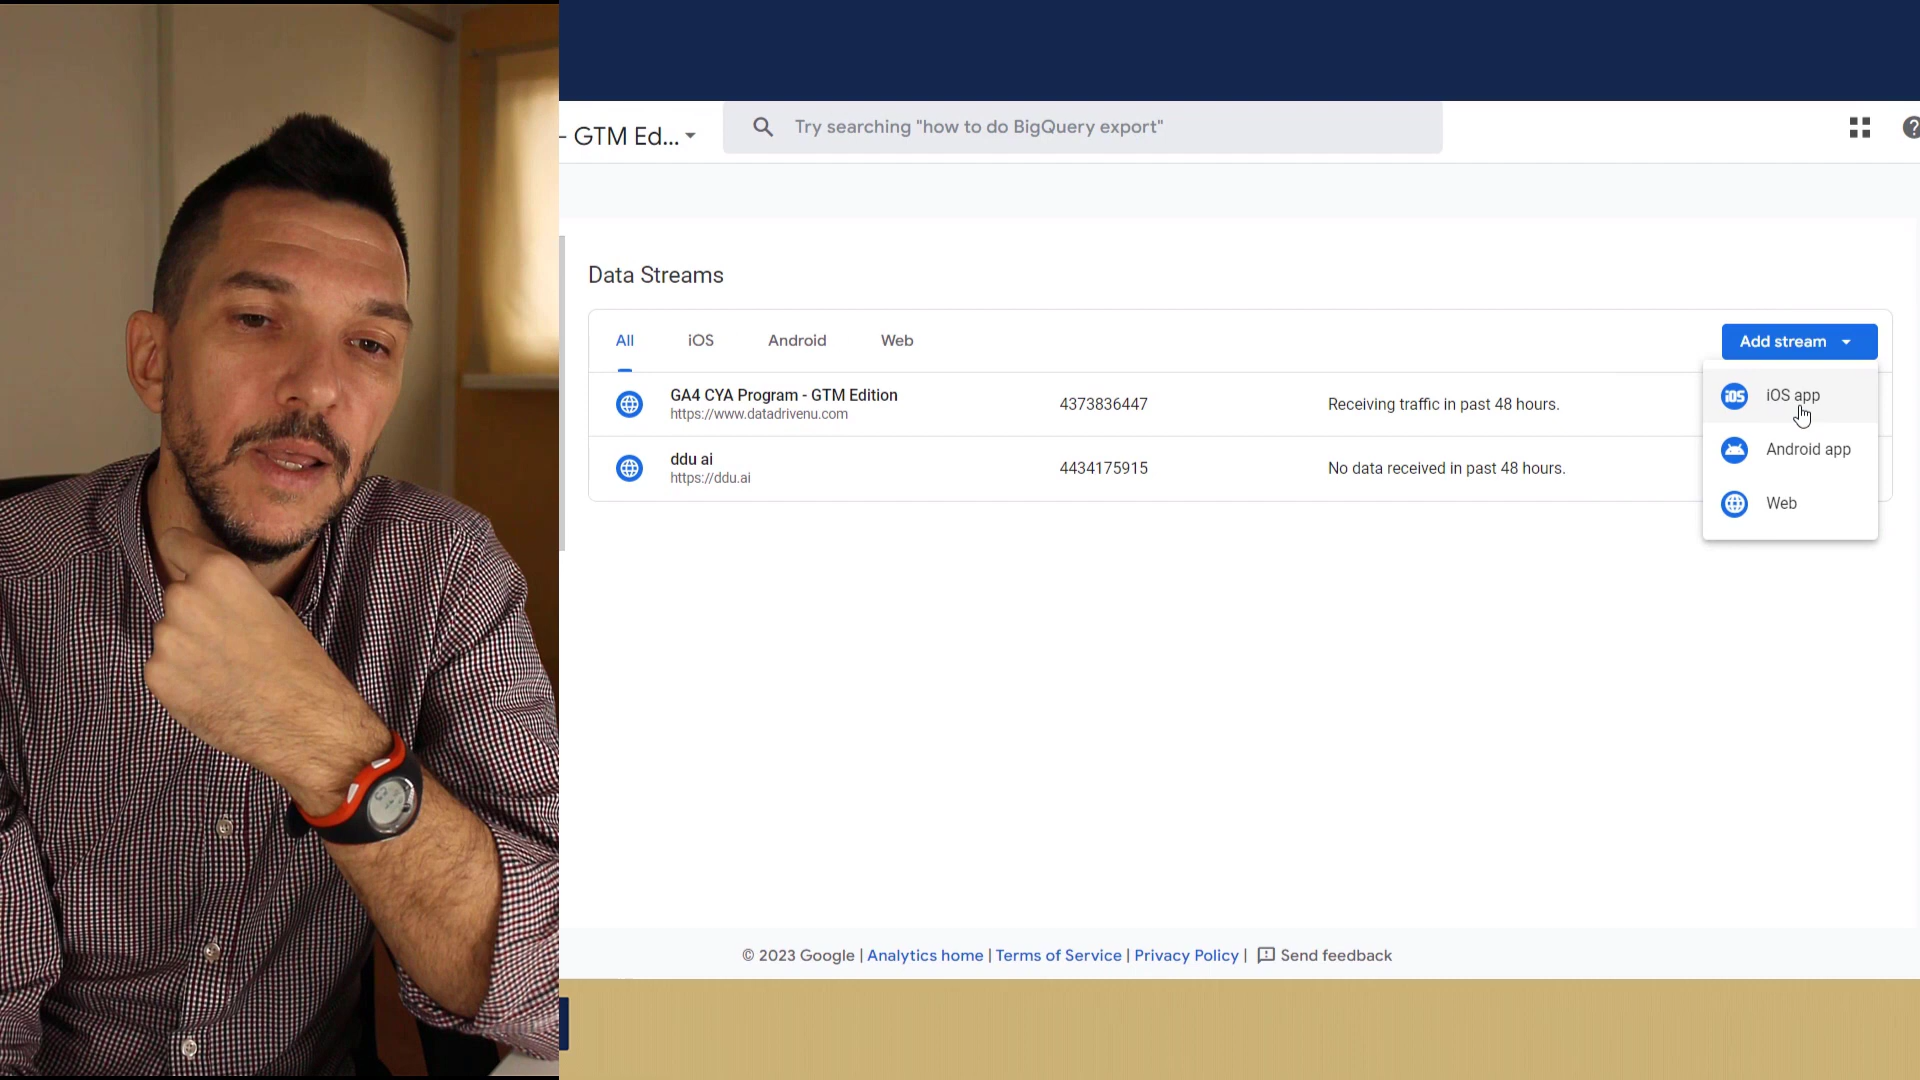 - GTM Ed...
Try searching "how to do BigQuery export"
Data Streams
All iOS Android Web
Add stream
GA4 CYA Program - GTM Edition
https://www.datadrivenu.com
4373836447
Receiving traffic in past 48 hours.
ddu ai
https://ddu.ai
4434175915
No data received in past 48 hours.
iOS iOS app
Android app
Web
© 2023 Google | Analytics home | Terms of Service | Privacy Policy | Send feedback